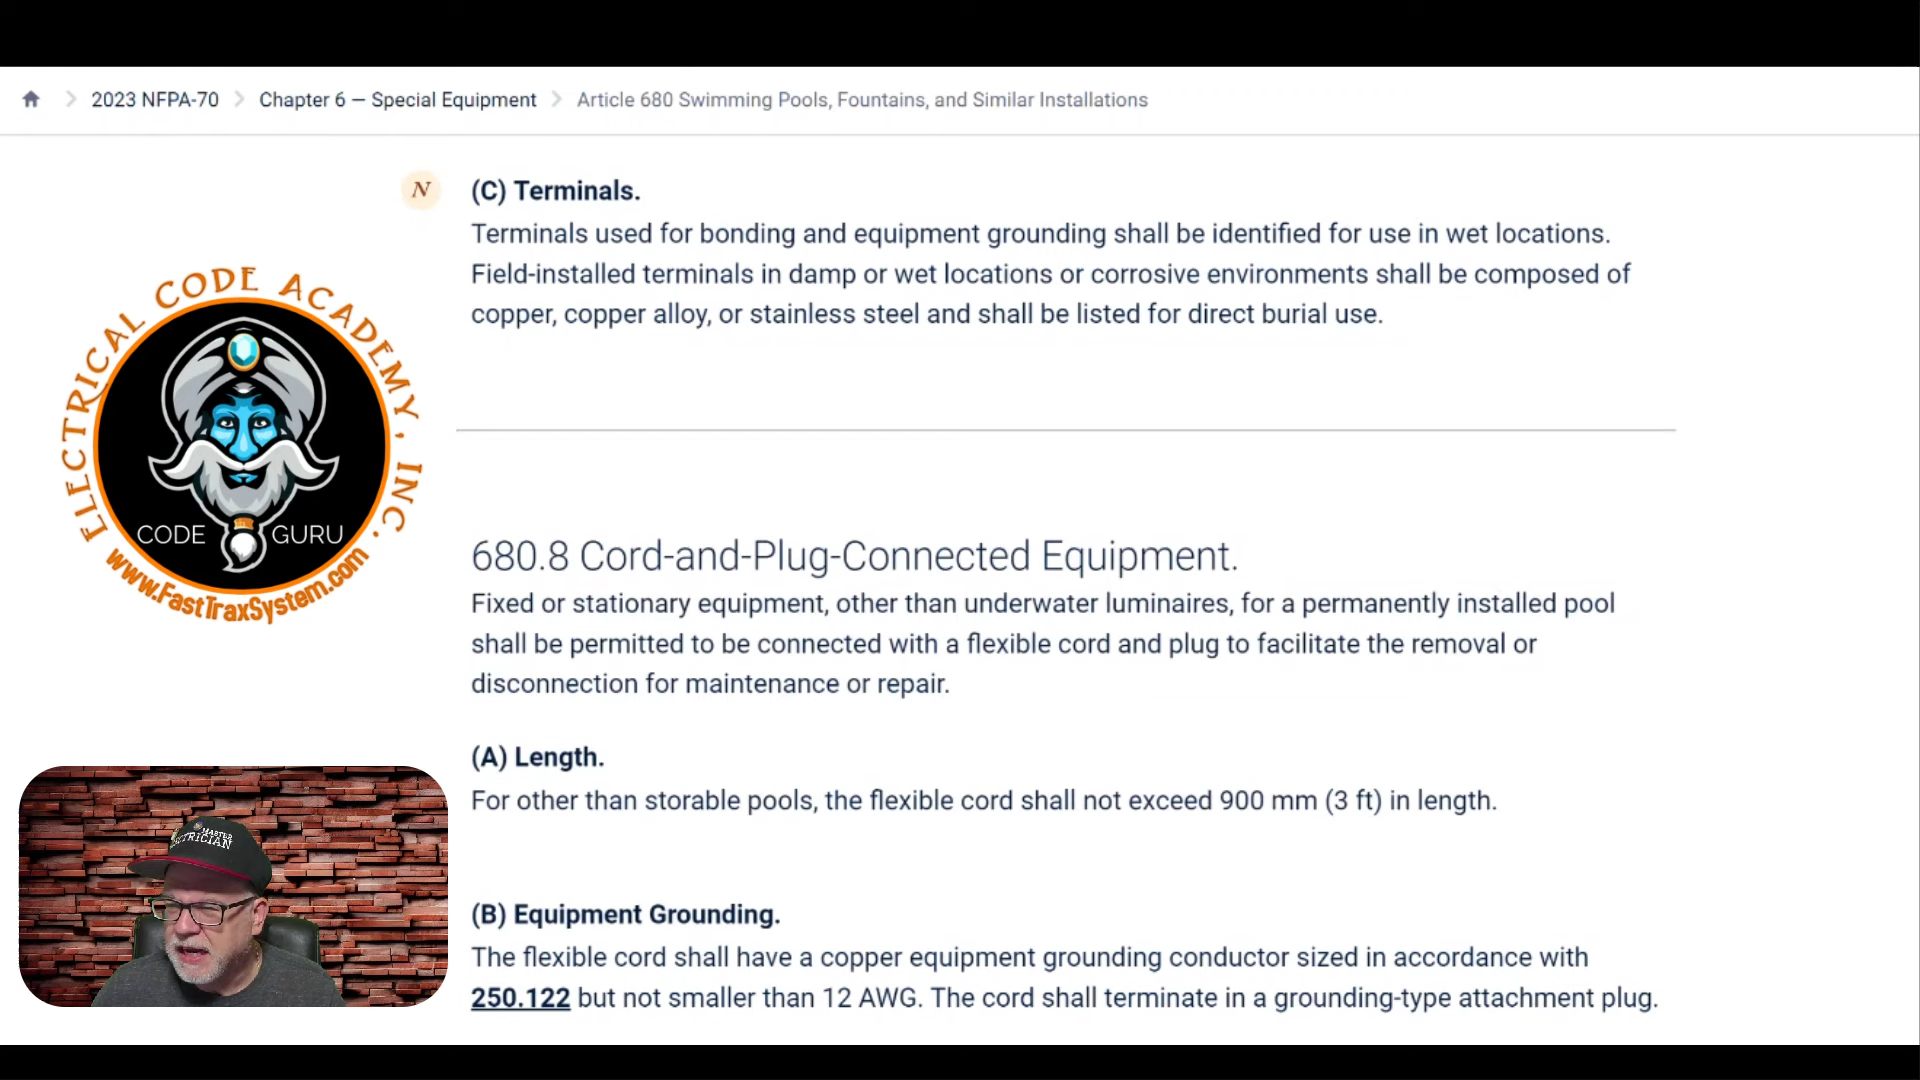 2023 NFPA-70 > Chapter 6 — Special Equipment > Article 680 Swimming Pools, Fountains, and Similar Installations
N
(C) Terminals.
Terminals used for bonding and equipment grounding shall be identified for use in wet locations.
Field-installed terminals in damp or wet locations or corrosive environments shall be composed of
copper, copper alloy, or stainless steel and shall be listed for direct burial use.
ELECTRICAL CODE ACADEMY, INC.
CODE GURU
www.FastTraxSystem.com
680.8 Cord-and-Plug-Connected Equipment.
Fixed or stationary equipment, other than underwater luminaires, for a permanently installed pool
shall be permitted to be connected with a flexible cord and plug to facilitate the removal or
disconnection for maintenance or repair.
(A) Length.
For other than storable pools, the flexible cord shall not exceed 900 mm (3 ft) in length.
MASTER
(B) Equipment Grounding.
The flexible cord shall have a copper equipment grounding conductor sized in accordance with
250.122 but not smaller than 12 AWG. The cord shall terminate in a grounding-type attachment plug.